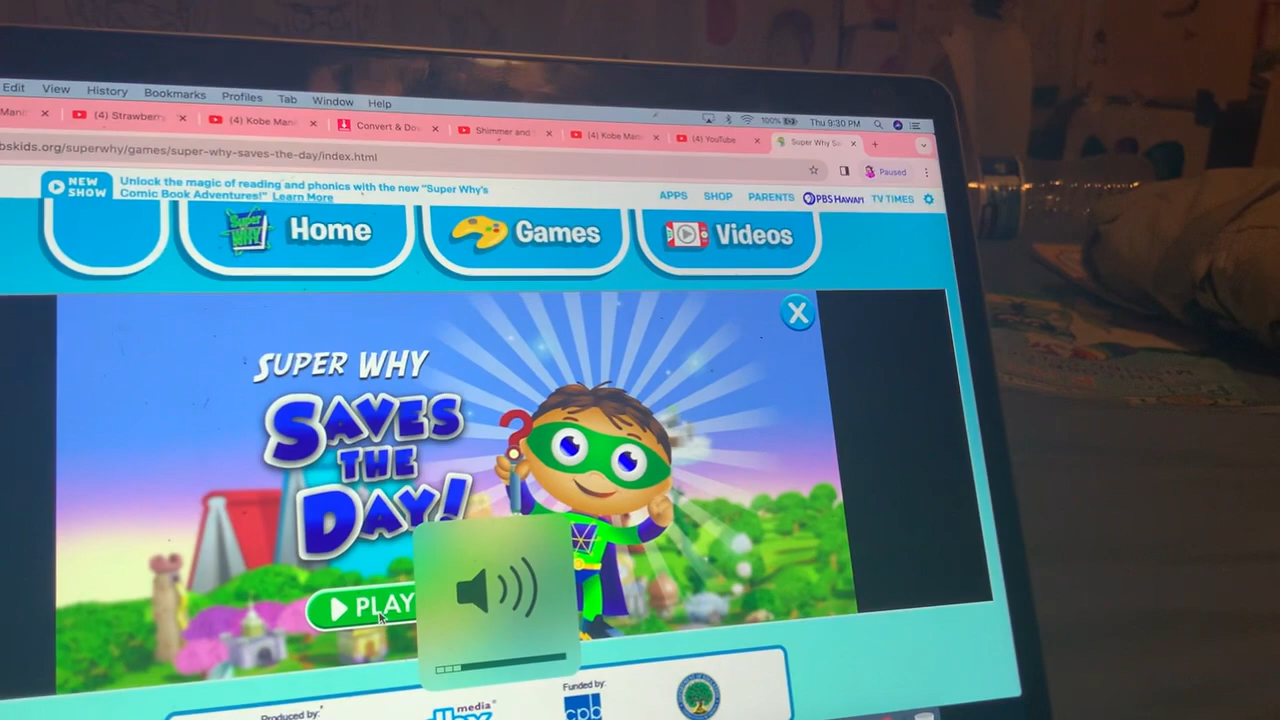 Edit View History Bookmarks Profiles Tab Window Help
100% Thu 9:30 PM
(4) Strawberry (4) Kobe Man Convert & Do Shimmer and (4) Kobe Man (4) YouTube Super Why Sa
bskids.org/superwhy/games/super-why-saves-the-day/index.html
Paused
NEW SHOW
Unlock the magic of reading and phonics with the new "Super Why's
Comic Book Adventures!" Learn More
APPS SHOP PARENTS PBS HAWAII TV TIMES
Home Games Videos
X
SUPER WHY
SAVES
THE
DAY!
PLAY
Produced by:
media
Funded by:
cpb